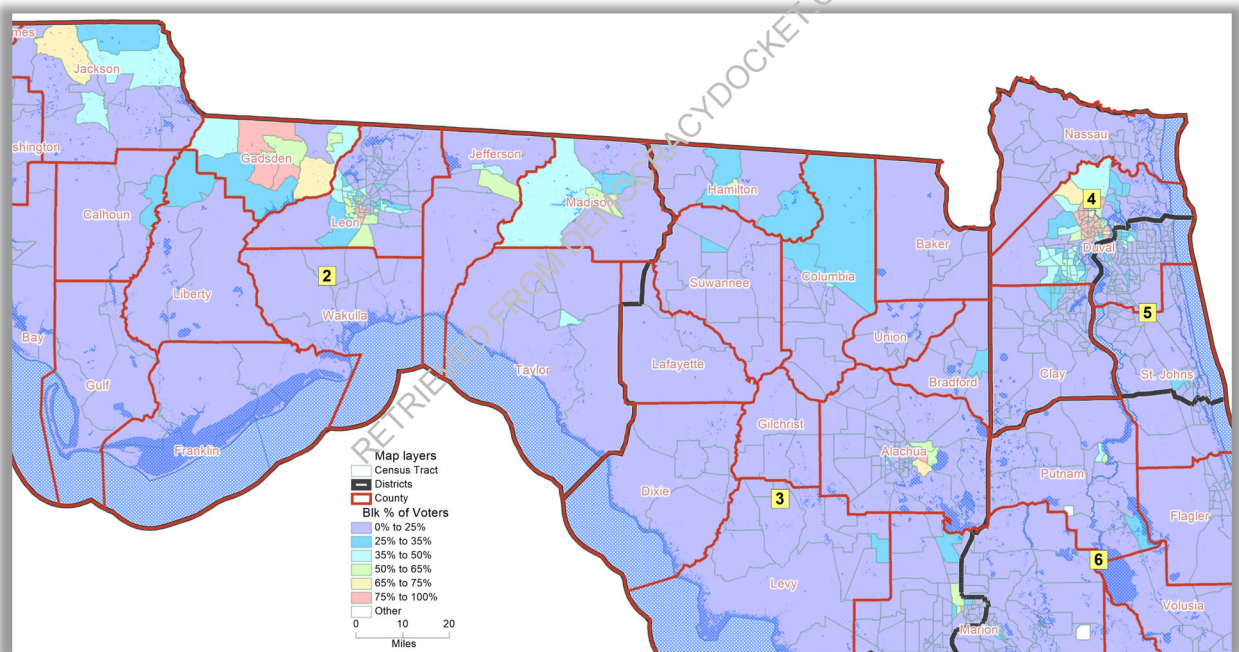 mes
Jackson
shington
Calhoun
Gadsden
Leon
Jefferson
Madison
Hamilton
Nassau
4
Duval
2
Liberty
Wakulla
Suwannee
Columbia
Baker
5
Bay
Gulf
Franklin
Taylor
Lafayette
Union
Bradford
Clay
St. Johns
Gilchrist
Alachua
Putnam
Dixie
3
Flagler
6
Levy
Volusia
Marion
RETRIEVED FROM DEMOCRACYDOCKET.C
Map layers
Census Tract
Districts
County
Blk % of Voters
0% to 25%
25% to 35%
35% to 50%
50% to 65%
65% to 75%
75% to 100%
Other
0 10 20
Miles